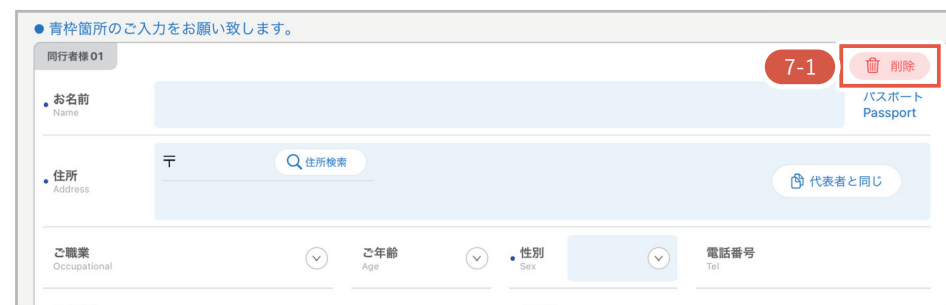 ● 青枠箇所のご入力をお願い致します。
同行者様01
7-1
削除
• お名前
Name
パスポート
Passport
• 住所
Address
〒
住所検索
代表者と同じ
ご職業
Occupational
ご年齢
Age
• 性別
Sex
電話番号
Tel